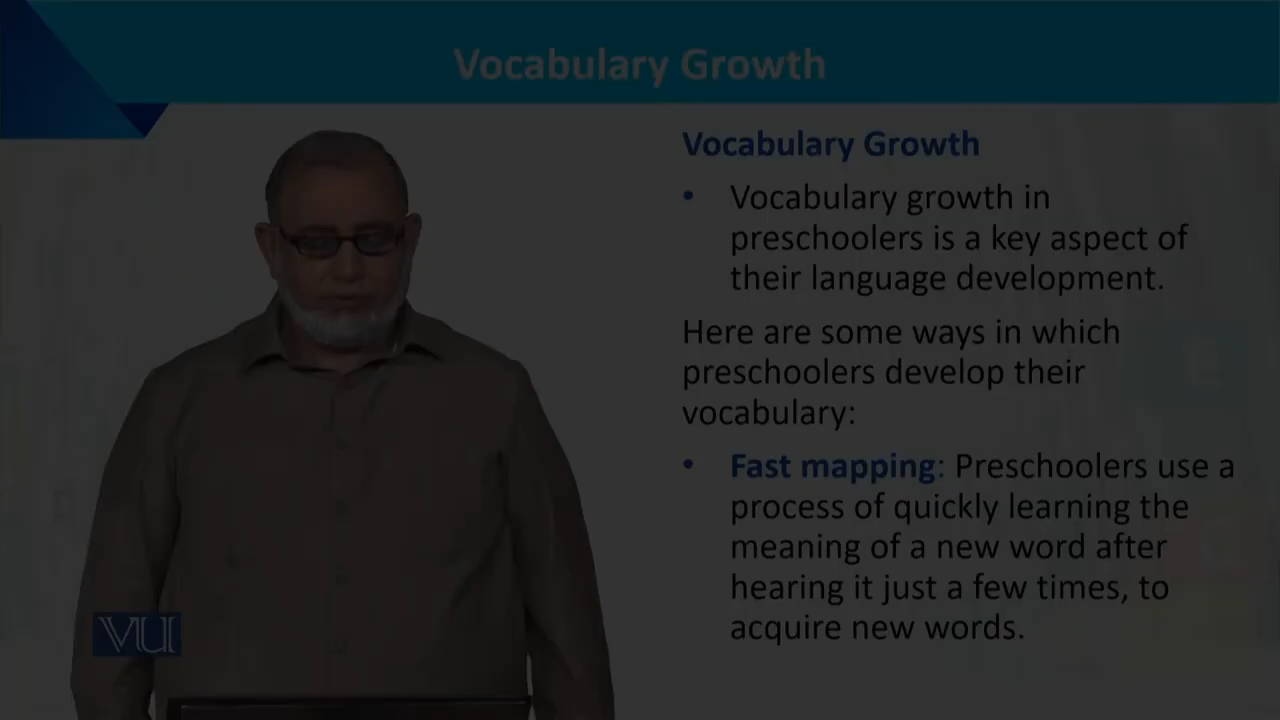 Vocabulary Growth
Vocabulary Growth
• Vocabulary growth in
preschoolers is a key aspect of
their language development.
Here are some ways in which
preschoolers develop their
vocabulary:
• Fast mapping: Preschoolers use a
process of quickly learning the
meaning of a new word after
hearing it just a few times, to
acquire new words.
VU